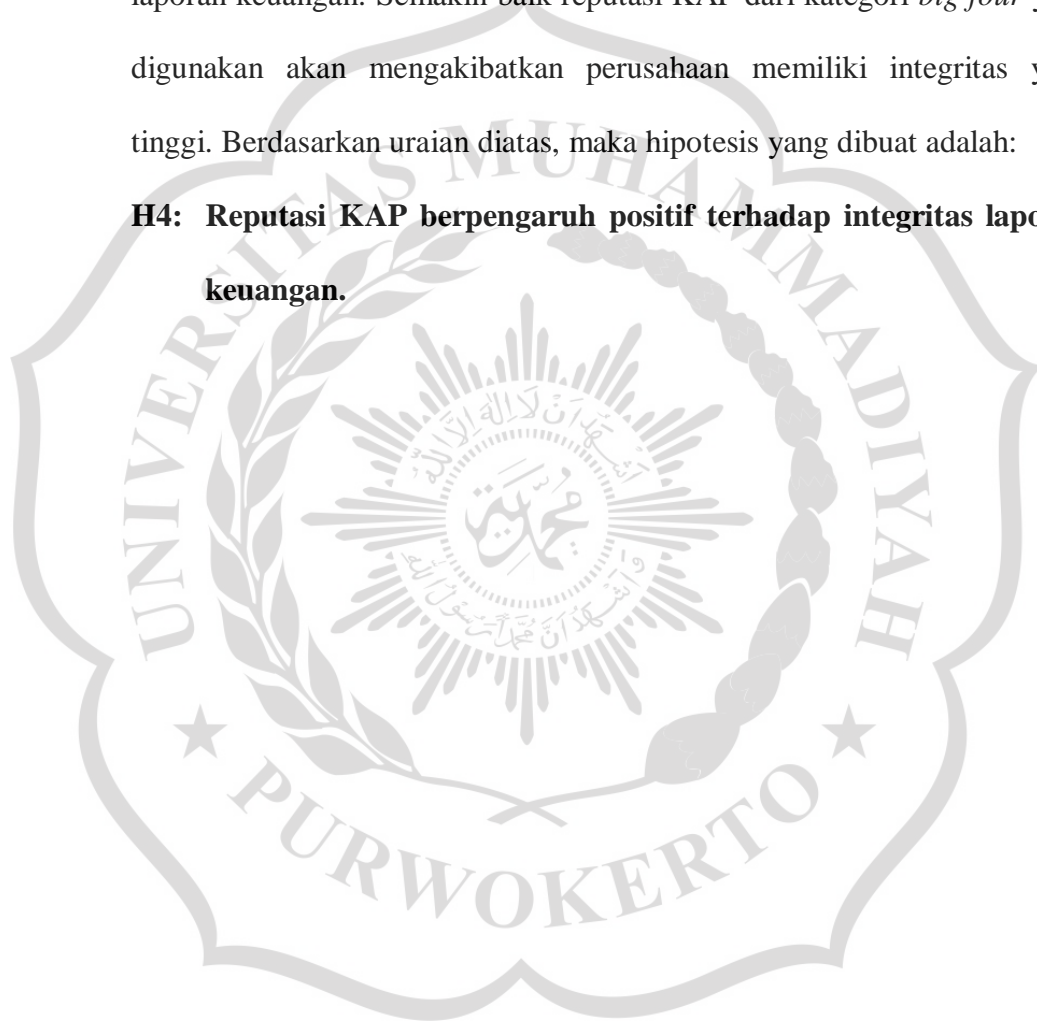 laporan keuangan. Semakin baik reputasi KAP dari kategori big four
digunakan akan mengakibatkan perusahaan memiliki integritas
tinggi. Berdasarkan uraian diatas, maka hipotesis yang dibuat adalah:
H4: Reputasi KAP berpengaruh positif terhadap integritas lapo
keuangan.
UNIVERSITAS MUHAMMADIYAH
PURWOKERTO